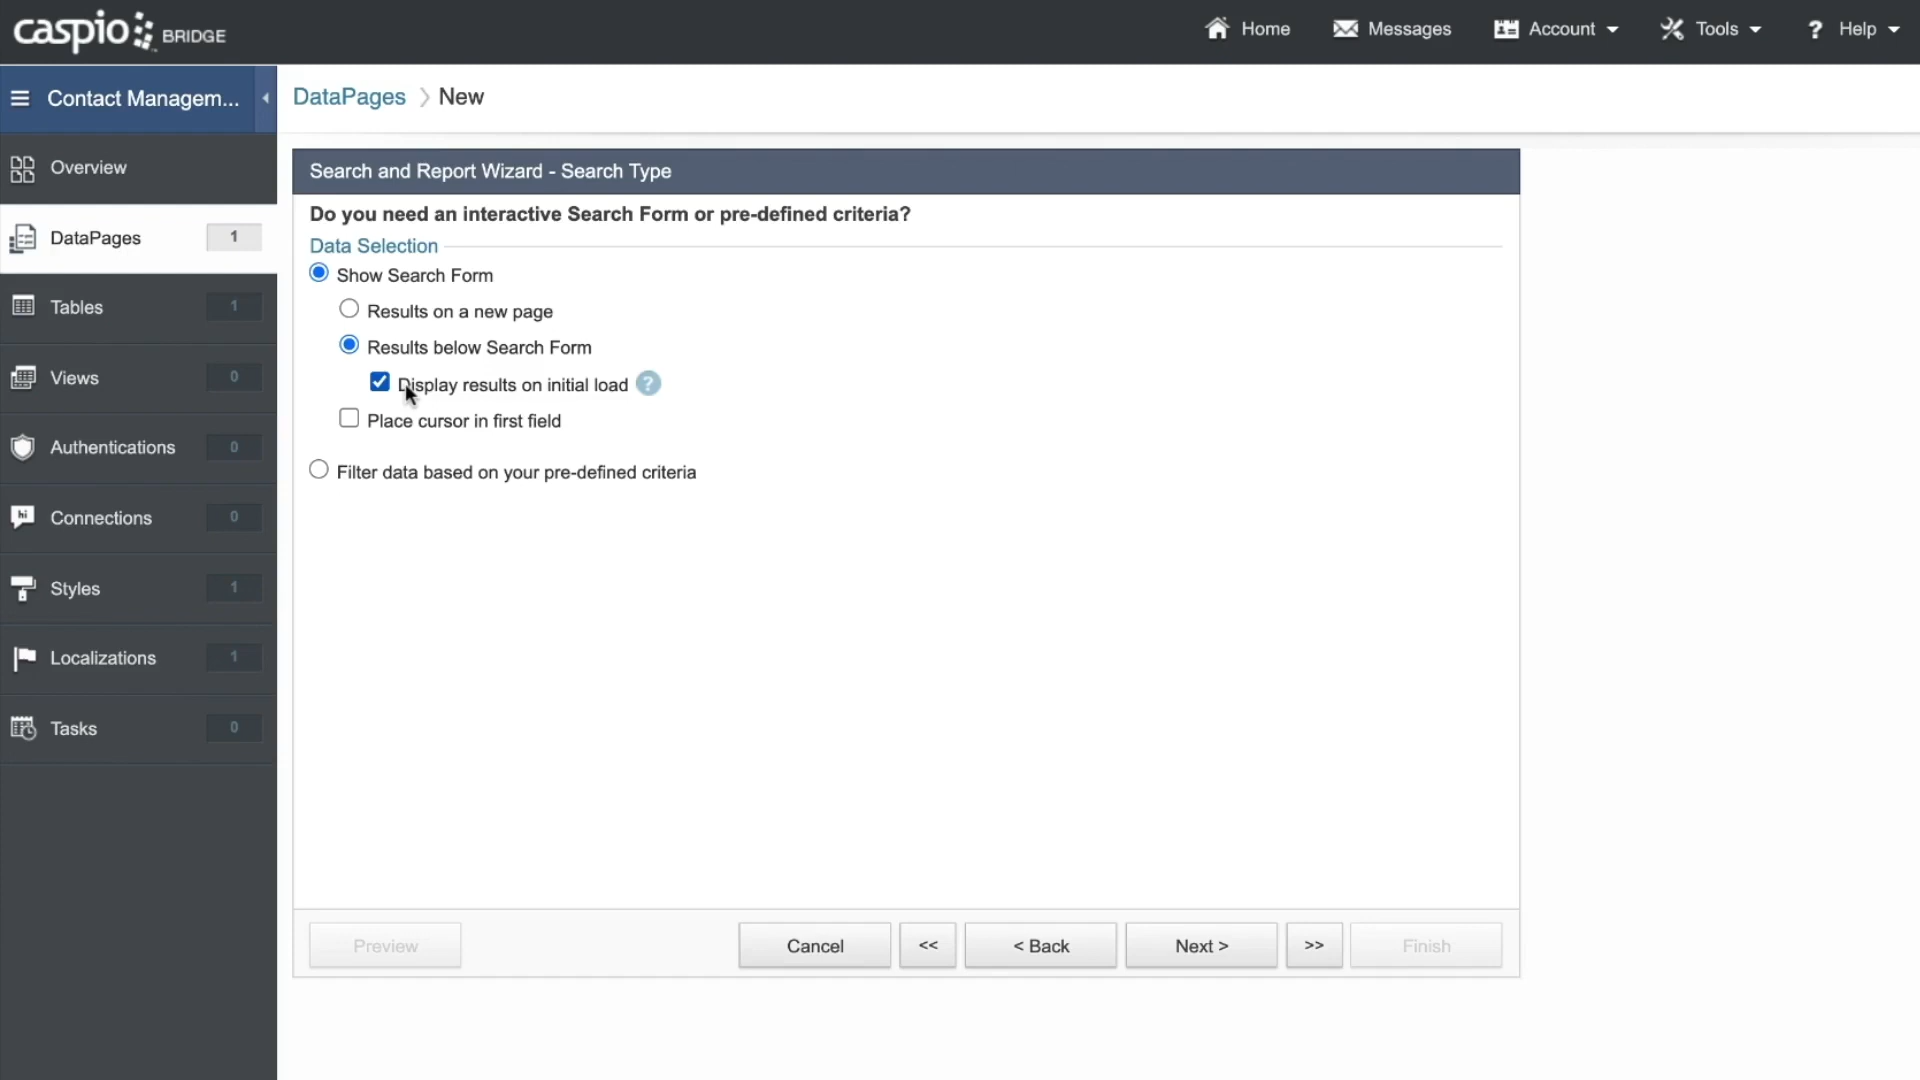 caspio BRIDGE
Home
Messages
Account
Tools
? Help
Contact Managem...
DataPages > New
Overview
DataPages 1
Tables 1
Views 0
Authentications 0
hi Connections 0
Styles 1
Localizations 1
Tasks 0
Search and Report Wizard - Search Type
Do you need an interactive Search Form or pre-defined criteria?
Data Selection
Show Search Form
Results on a new page
Results below Search Form
Display results on initial load ?
Place cursor in first field
Filter data based on your pre-defined criteria
Preview
Cancel
<<
< Back
Next >
>>
Finish